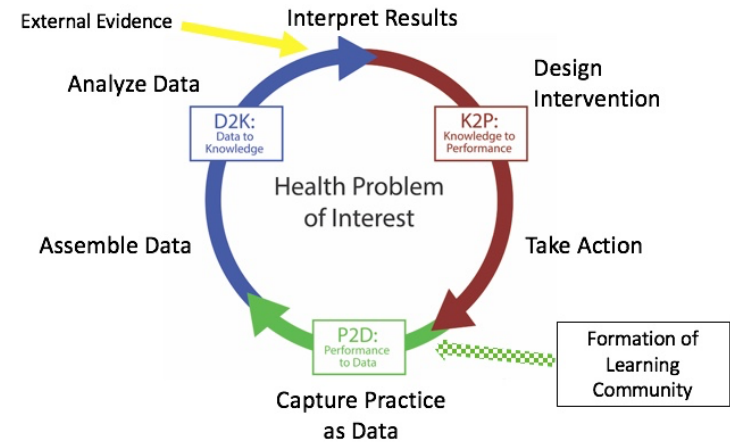 External Evidence
Interpret Results
Analyze Data
Design
Intervention
D2K:
Data to
Knowledge
K2P:
Knowledge to
Performance
Health Problem
of Interest
Assemble Data
Take Action
P2D:
Performance
to Data
Formation of
Learning
Community
Capture Practice
as Data